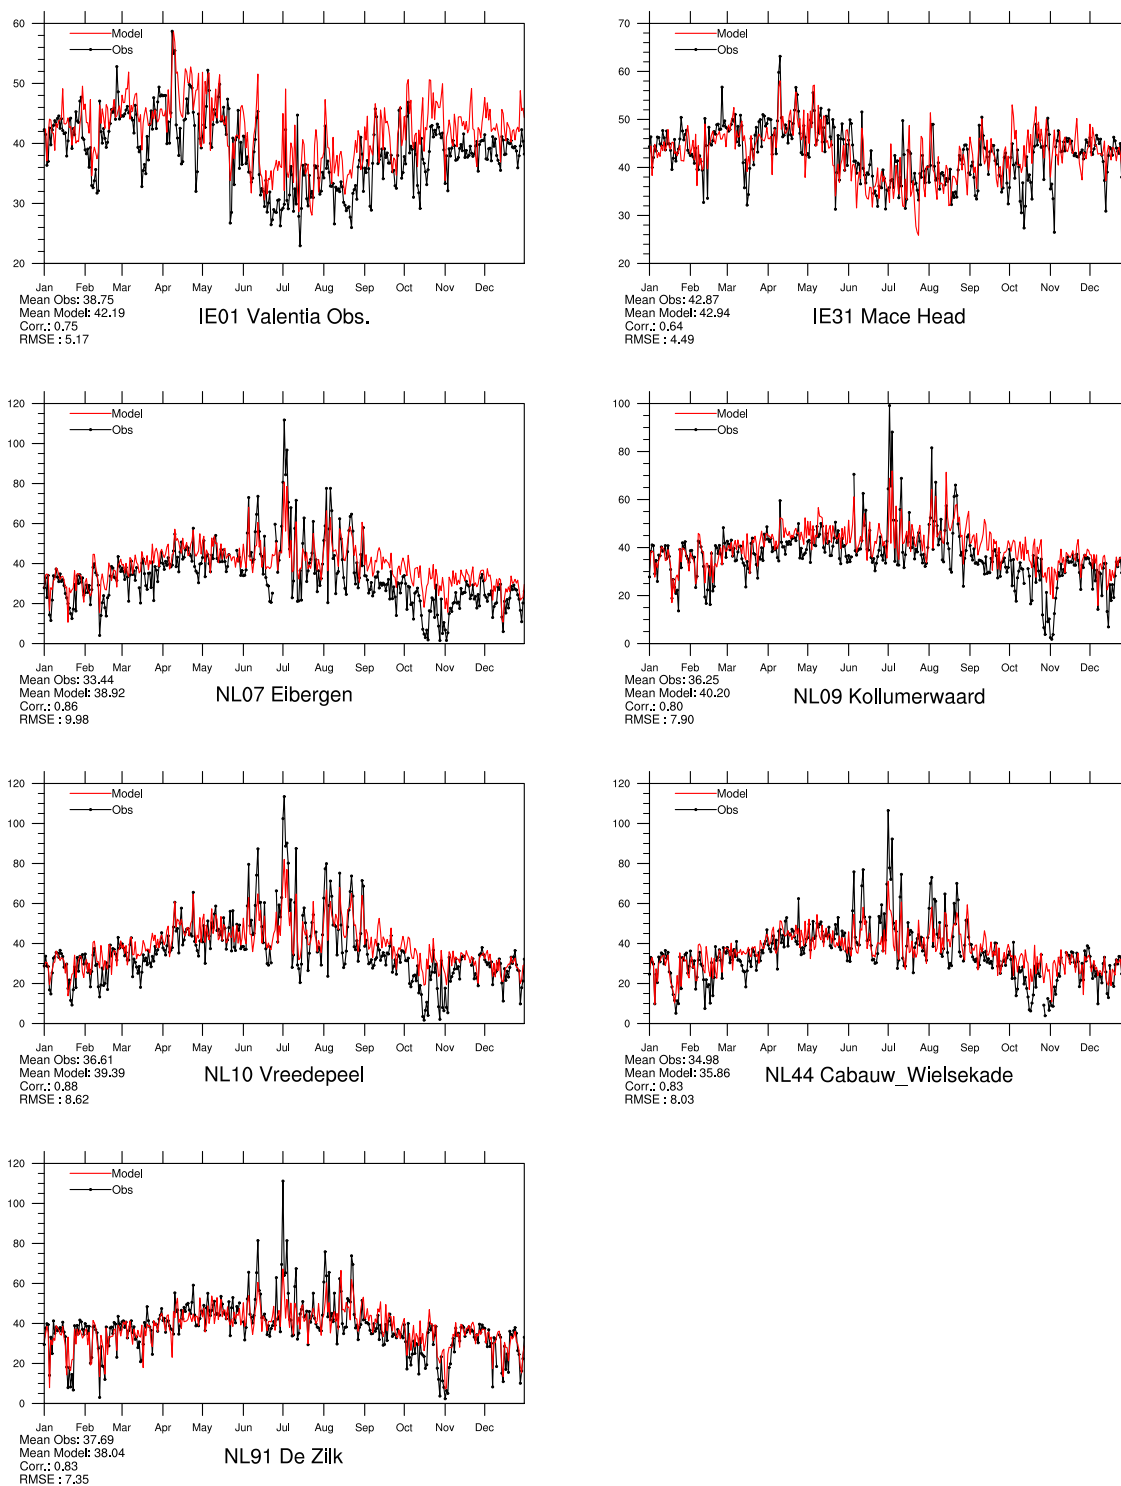 60
50
40
30
20
Model
Obs
Jan Feb Mar Apr May Jun Jul Aug Sep Oct Nov Dec
Mean Obs: 38.75
Mean Model: 42.19
Corr.: 0.75
RMSE : 5.17
IE01 Valentia Obs.
70
60
50
40
30
20
Model
Obs
Jan Feb Mar Apr May Jun Jul Aug Sep Oct Nov Dec
Mean Obs: 42.87
Mean Model: 42.94
Corr.: 0.64
RMSE : 4.49
IE31 Mace Head
120
100
80
60
40
20
0
Model
Obs
Jan Feb Mar Apr May Jun Jul Aug Sep Oct Nov Dec
Mean Obs: 33.44
Mean Model: 38.92
Corr.: 0.86
RMSE : 9.98
NL07 Eibergen
100
80
60
40
20
0
Model
Obs
Jan Feb Mar Apr May Jun Jul Aug Sep Oct Nov Dec
Mean Obs: 36.25
Mean Model: 40.20
Corr.: 0.80
RMSE : 7.90
NL09 Kollumerwaard
120
100
80
60
40
20
0
Model
Obs
Jan Feb Mar Apr May Jun Jul Aug Sep Oct Nov Dec
Mean Obs: 36.61
Mean Model: 39.39
Corr.: 0.88
RMSE : 8.62
NL10 Vreedepeel
120
100
80
60
40
20
0
Model
Obs
Jan Feb Mar Apr May Jun Jul Aug Sep Oct Nov Dec
Mean Obs: 34.98
Mean Model: 35.86
Corr.: 0.83
RMSE : 8.03
NL44 Cabauw_Wielsekade
120
100
80
60
40
20
0
Model
Obs
Jan Feb Mar Apr May Jun Jul Aug Sep Oct Nov Dec
Mean Obs: 37.69
Mean Model: 38.04
Corr.: 0.83
RMSE : 7.35
NL91 De Zilk